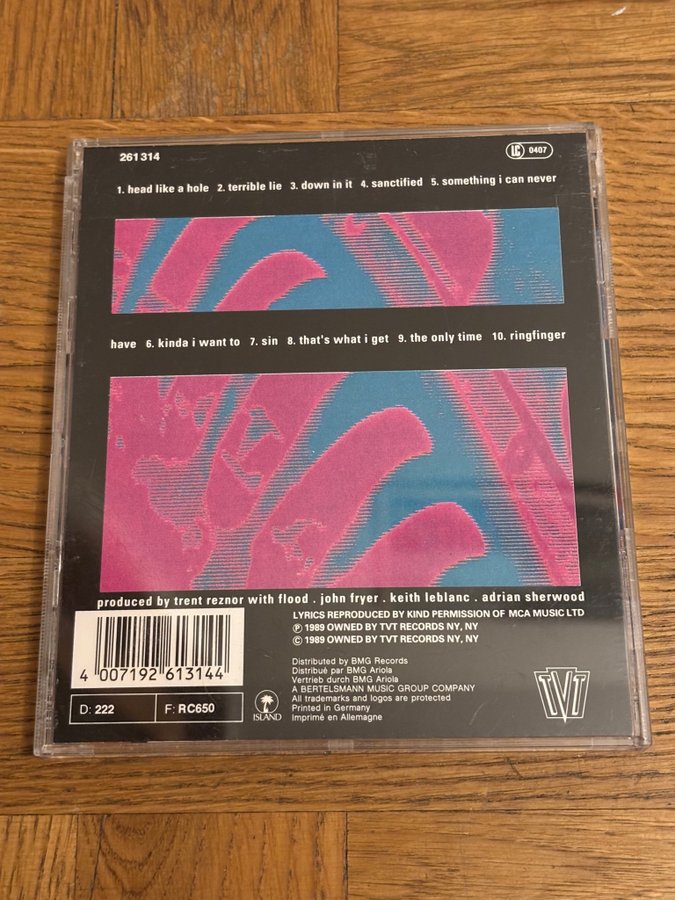 261 314
LC 0407
1. head like a hole 2. terrible lie 3. down in it 4. sanctified 5. something i can never
have 6. kinda i want to 7. sin 8. that's what i get 9. the only time 10. ringfinger
produced by trent reznor with flood . john fryer . keith leblanc . adrian sherwood
LYRICS REPRODUCED BY KIND PERMISSION OF MCA MUSIC LTD
Ⓟ 1989 OWNED BY TVT RECORDS NY, NY
© 1989 OWNED BY TVT RECORDS NY, NY
4 007192 613144
Distributed by BMG Records
Distribué par BMG Ariola
Vertrieb durch BMG Ariola
A BERTELSMANN MUSIC GROUP COMPANY
All trademarks and logos are protected
Printed in Germany
Imprimé en Allemagne
D: 222 F: RC650
ISLAND
TVT